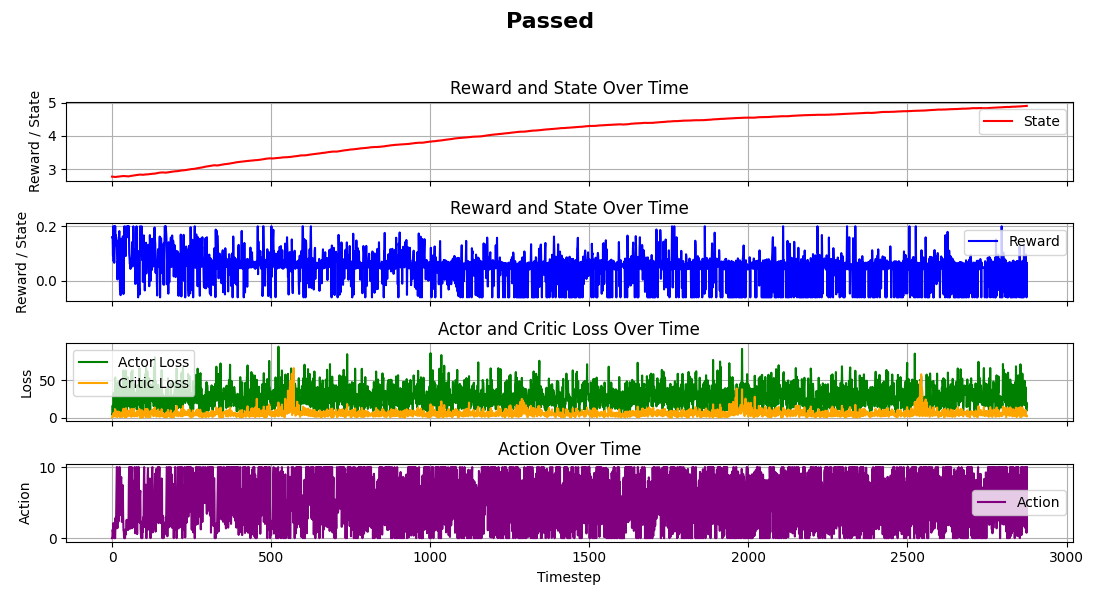 Passed
Reward and State Over Time
Reward / State
5
4
3
State
Reward and State Over Time
Reward / State
0.2
0.0
Reward
Actor and Critic Loss Over Time
Loss
50
0
Actor Loss
Critic Loss
Action Over Time
Action
10
0
Action
0 500 1000 1500 2000 2500 3000
Timestep